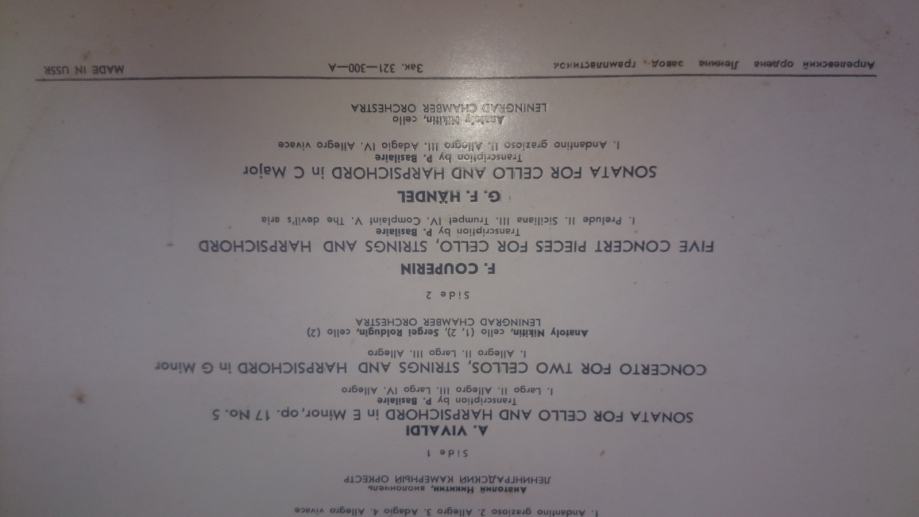 1. Andantino grazioso 2. Allegro 3. Adagio 4. Allegro vivace
Анатолий Никитин, виолончель
ЛЕНИНГРАДСКИЙ КАМЕРНЫЙ ОРКЕСТР
Side 1
A. VIVALDI
SONATA FOR CELLO AND HARPSICHORD in E Minor, op. 17 No. 5
Transcription by P. Basilaire
I. Largo II. Allegro III. Largo IV. Allegro
CONCERTO FOR TWO CELLOS, STRINGS AND HARPSICHORD in G Minor
I. Allegro II. Largo III. Allegro
Anatoly Nikitin, cello (1, 2), Sergei Roldugin, cello (2)
LENINGRAD CHAMBER ORCHESTRA
Side 2
F. COUPERIN
FIVE CONCERT PIECES FOR CELLO, STRINGS AND HARPSICHORD
Transcription by P. Basilaire
I. Prelude II. Siciliana III. Trumpet IV. Complaint V. The devil's aria
G. F. HÄNDEL
SONATA FOR CELLO AND HARPSICHORD in C Major
Transcription by P. Basilaire
I. Andantino grazioso II. Allegro III. Adagio IV. Allegro vivace
Anatoly Nikitin, cello
LENINGRAD CHAMBER ORCHESTRA
Апрелевский ордена Ленина завод грампластинок Зак. 321—300—А MADE IN USSR